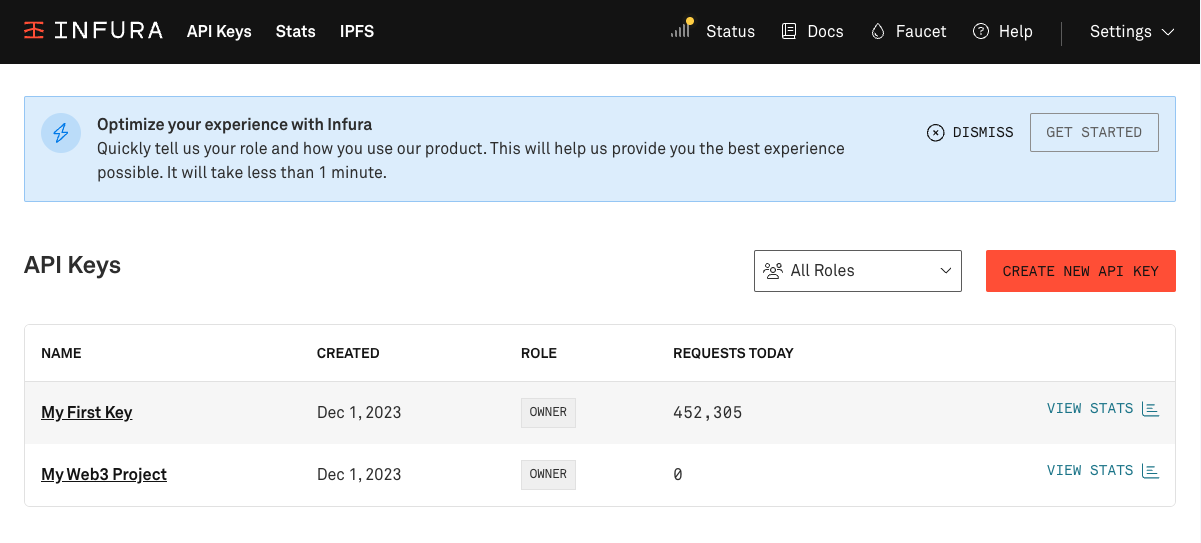 INFURA API Keys Stats IPFS Status Docs Faucet Help Settings
Optimize your experience with Infura
Quickly tell us your role and how you use our product. This will help us provide you the best experience
possible. It will take less than 1 minute.
DISMISS GET STARTED
API Keys All Roles CREATE NEW API KEY
NAME CREATED ROLE REQUESTS TODAY
My First Key Dec 1, 2023 OWNER 452,305 VIEW STATS
My Web3 Project Dec 1, 2023 OWNER 0 VIEW STATS